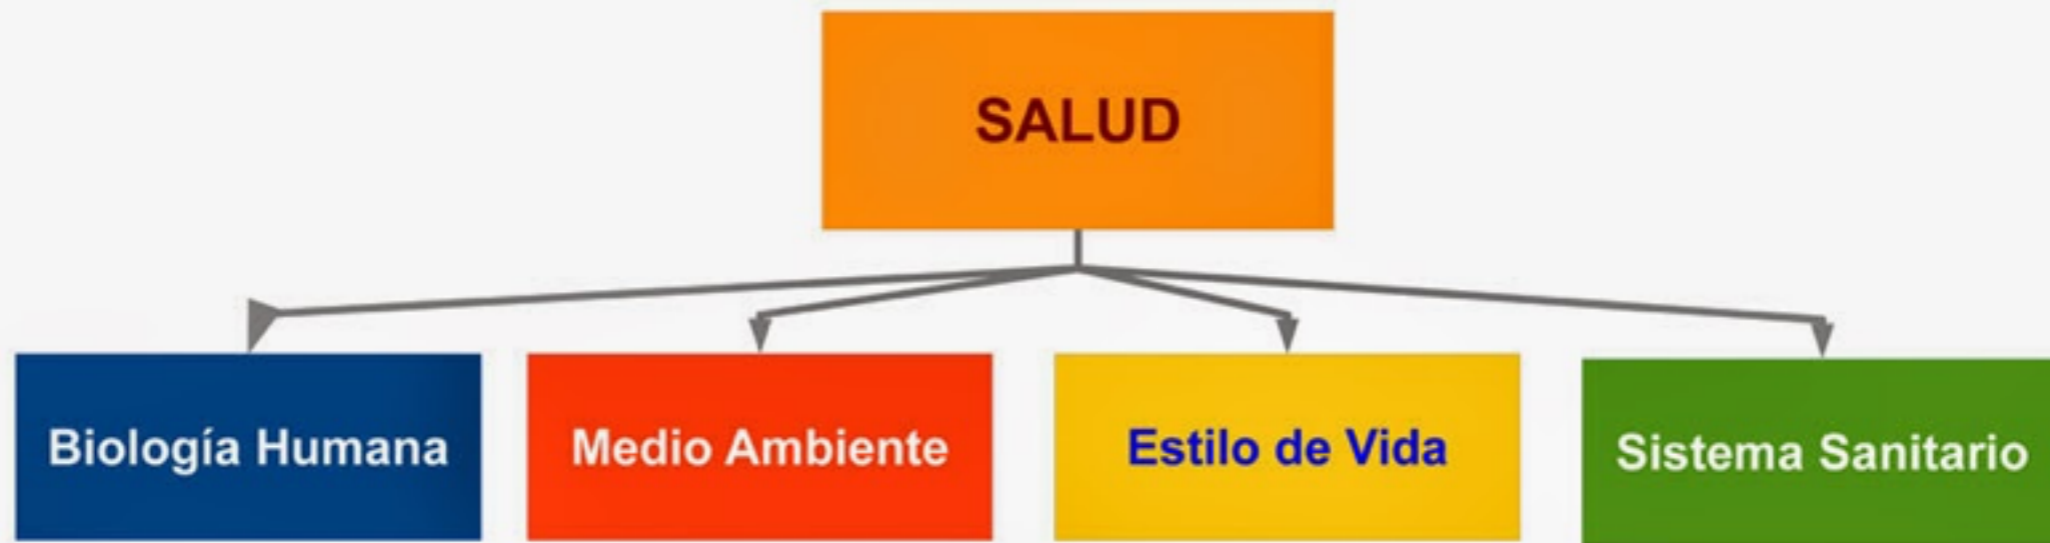 SALUD
Biología Humana
Medio Ambiente
Estilo de Vida
Sistema Sanitario